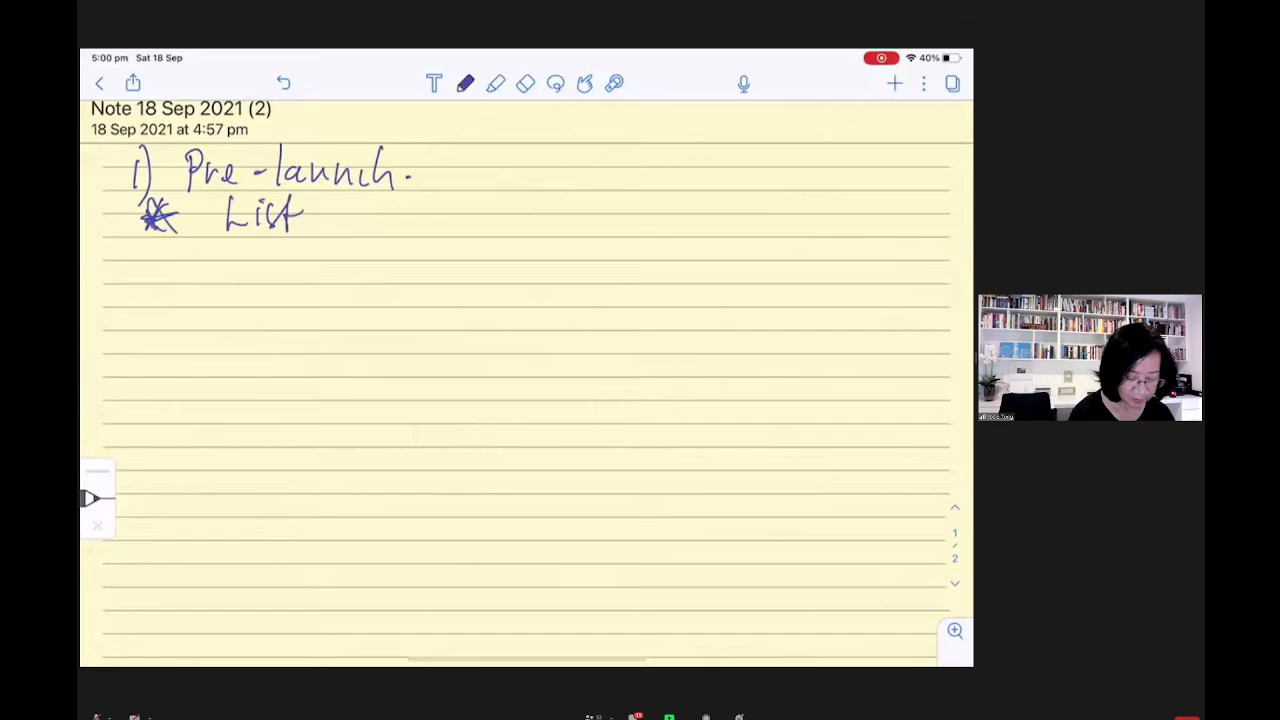 5:00 pm Sat 18 Sep
40%
Note 18 Sep 2021 (2)
18 Sep 2021 at 4:57 pm
1) Pre-launch.
List
1
2